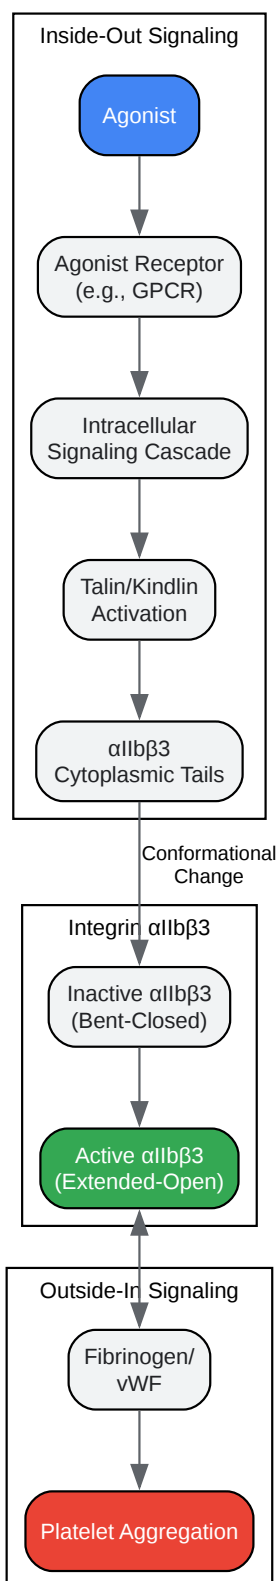 Inside-Out Signaling
Agonist
Agonist Receptor
(e.g., GPCR)
Intracellular
Signaling Cascade
Talin/Kindlin
Activation
αIIbβ3
Cytoplasmic Tails
Conformational
Change
Integrin αIIbβ3
Inactive αIIbβ3
(Bent-Closed)
Active αIIbβ3
(Extended-Open)
Outside-In Signaling
Fibrinogen/
vWF
Platelet Aggregation